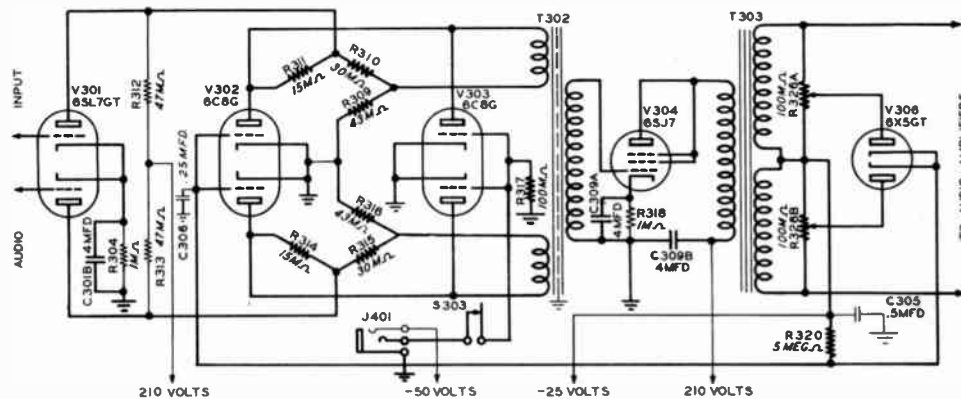 T302
T303
INPUT
AUDIO
V301
6SL7GT
R312
47MΩ
V302
6C8G
R311
15MΩ
R310
30MΩ
R309
43MΩ
V303
6C8G
V304
6SJ7
100MΩ
R326A
V306
6X5GT
C301B
4MFD
R304
1MΩ
R313
47MΩ
C306
.25MFD
R316
43MΩ
R314
15MΩ
R315
30MΩ
R317
100MΩ
C309A
4MFD
R318
1MΩ
C309B
4MFD
100MΩ
R326B
S303
J401
C305
.5MFD
R320
5 MEG Ω
210 VOLTS
-50 VOLTS
-25 VOLTS
210 VOLTS